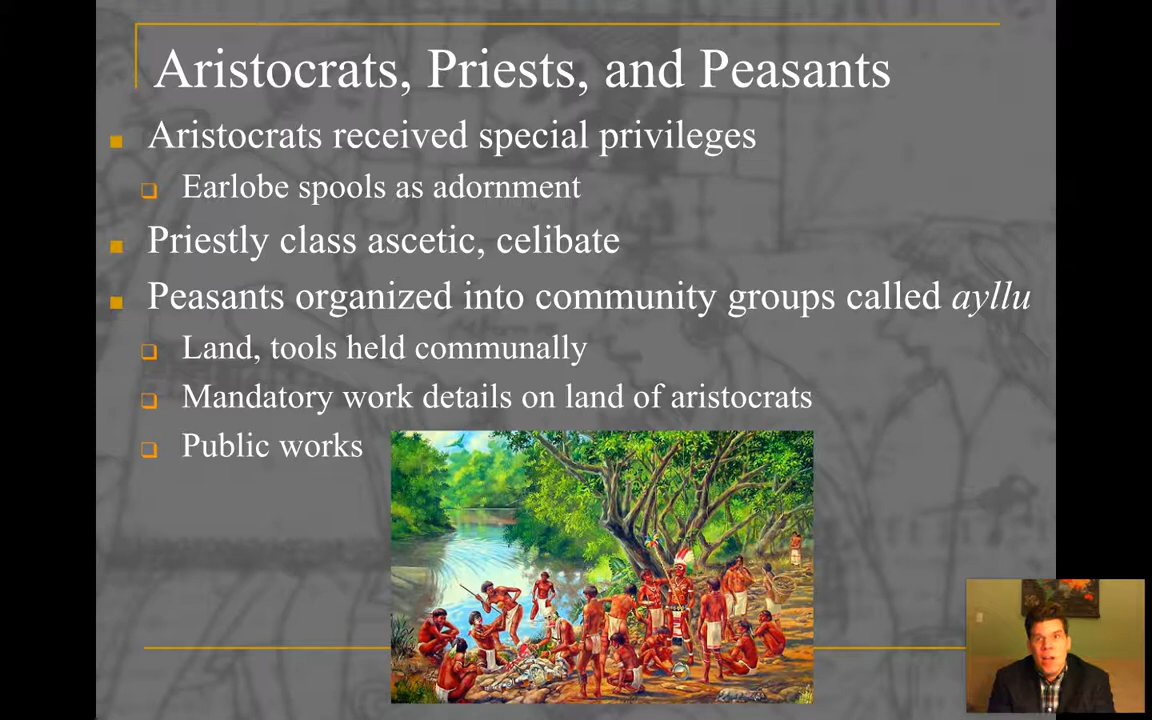 Aristocrats, Priests, and Peasants
Aristocrats received special privileges
Earlobe spools as adornment
Priestly class ascetic, celibate
Peasants organized into community groups called ayllu
Land, tools held communally
Mandatory work details on land of aristocrats
Public works